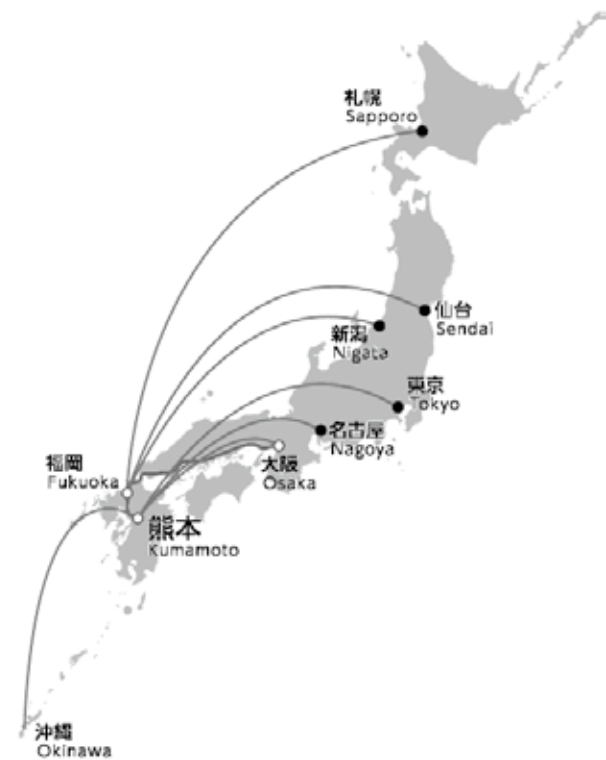 札幌
Sapporo
仙台
Sendai
新潟
Nigata
東京
Tokyo
名古屋
Nagoya
大阪
Osaka
福岡
Fukuoka
熊本
Kumamoto
沖縄
Okinawa